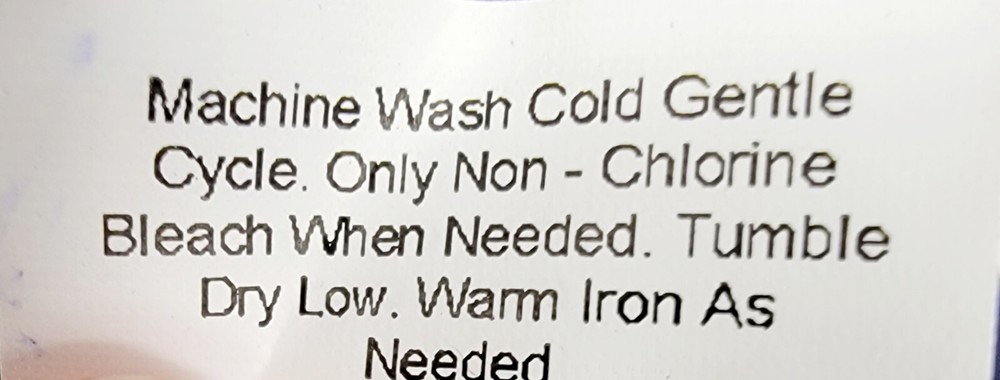 Machine Wash Cold Gentle
Cycle. Only Non - Chlorine
Bleach When Needed. Tumble
Dry Low. Warm Iron As
Needed